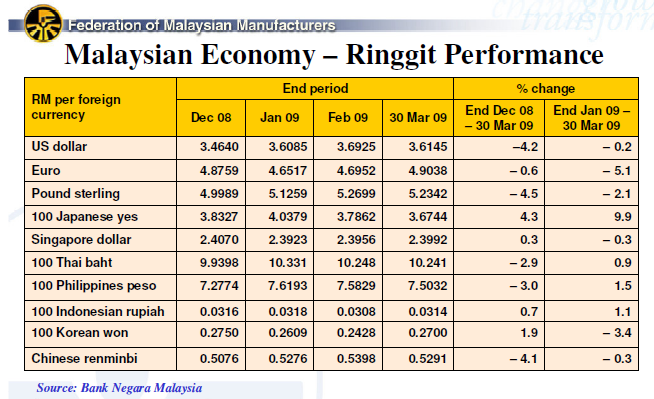 changing
transform
Federation of Malaysian Manufacturers
Malaysian Economy – Ringgit Performance
RM per foreign currency End period % change
Dec 08 Jan 09 Feb 09 30 Mar 09 End Dec 08 – 30 Mar 09 End Jan 09 – 30 Mar 09
US dollar 3.4640 3.6085 3.6925 3.6145 –4.2 – 0.2
Euro 4.8759 4.6517 4.6952 4.9038 – 0.6 – 5.1
Pound sterling 4.9989 5.1259 5.2699 5.2342 – 4.5 – 2.1
100 Japanese yes 3.8327 4.0379 3.7862 3.6744 4.3 9.9
Singapore dollar 2.4070 2.3923 2.3956 2.3992 0.3 – 0.3
100 Thai baht 9.9398 10.331 10.248 10.241 – 2.9 0.9
100 Philippines peso 7.2774 7.6193 7.5829 7.5032 – 3.0 1.5
100 Indonesian rupiah 0.0316 0.0318 0.0308 0.0314 0.7 1.1
100 Korean won 0.2750 0.2609 0.2428 0.2700 1.9 – 3.4
Chinese renminbi 0.5076 0.5276 0.5398 0.5291 – 4.1 – 0.3
Source: Bank Negara Malaysia